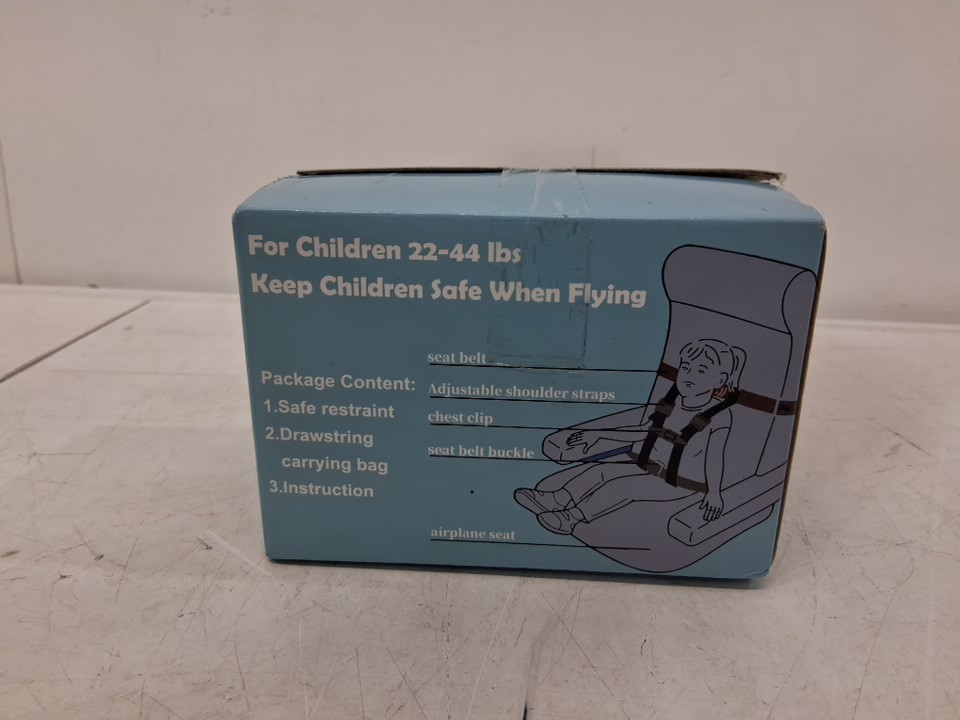 For Children 22-44 lbs
Keep Children Safe When Flying
Package Content:
1.Safe restraint
2.Drawstring
carrying bag
3.Instruction
seat belt
Adjustable shoulder straps
chest clip
seat belt buckle
airplane seat